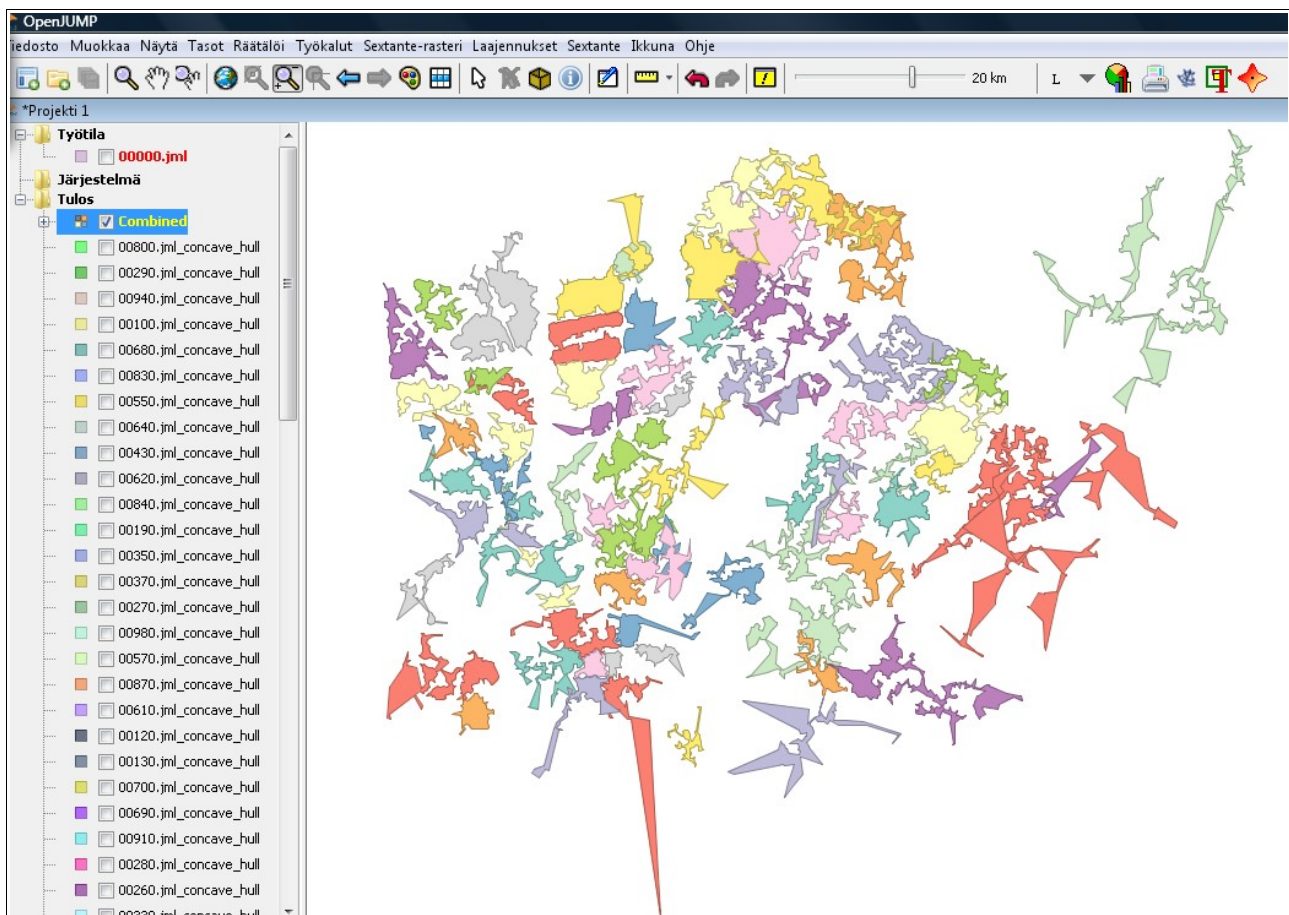 OpenJUMP
iedosto Muokkaa Näytä Tasot Räätälöi Työkalut Sextante-rasteri Laajennukset Sextante Ikkuna Ohje
20 km L
*Projekti 1
Työtila
00000.jml
Järjestelmä
Tulos
Combined
00800.jml_concave_hull
00290.jml_concave_hull
00940.jml_concave_hull
00100.jml_concave_hull
00680.jml_concave_hull
00830.jml_concave_hull
00550.jml_concave_hull
00640.jml_concave_hull
00430.jml_concave_hull
00620.jml_concave_hull
00840.jml_concave_hull
00190.jml_concave_hull
00350.jml_concave_hull
00370.jml_concave_hull
00270.jml_concave_hull
00980.jml_concave_hull
00570.jml_concave_hull
00870.jml_concave_hull
00610.jml_concave_hull
00120.jml_concave_hull
00130.jml_concave_hull
00700.jml_concave_hull
00690.jml_concave_hull
00910.jml_concave_hull
00280.jml_concave_hull
00260.jml_concave_hull